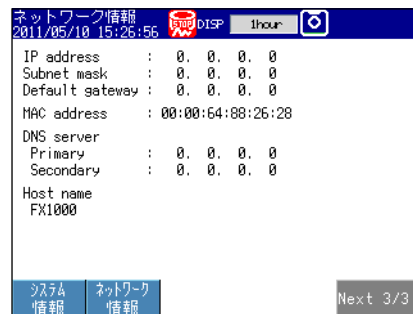 ネットワーク情報
2011/05/10 15:26:56 STOP DISP 1hour
IP address : 0. 0. 0. 0
Subnet mask : 0. 0. 0. 0
Default gateway : 0. 0. 0. 0
MAC address : 00:00:64:88:26:28
DNS server
Primary : 0. 0. 0. 0
Secondary : 0. 0. 0. 0
Host name
FX1000
システム
情報
ネットワーク
情報
Next 3/3